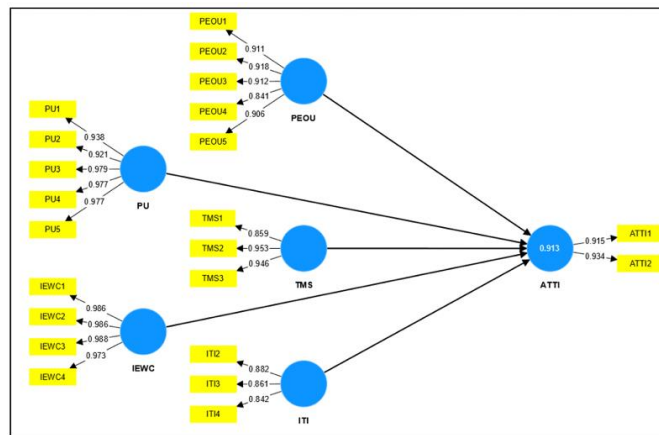 PEOU1
0.911
PEOU2
0.918
PEOU3
0.912
PEOU4
0.841
PEOU5
0.906
PEOU
PU1
0.938
PU2
0.921
PU3
0.979
PU4
0.977
PU5
0.977
PU
TMS1
0.859
TMS2
0.953
TMS3
0.946
TMS
0.913
ATTI
0.915
ATTI1
0.934
ATTI2
IEWC1
0.986
IEWC2
0.986
IEWC3
0.988
IEWC4
0.973
IEWC
ITI2
0.882
ITI3
0.861
ITI4
0.842
ITI